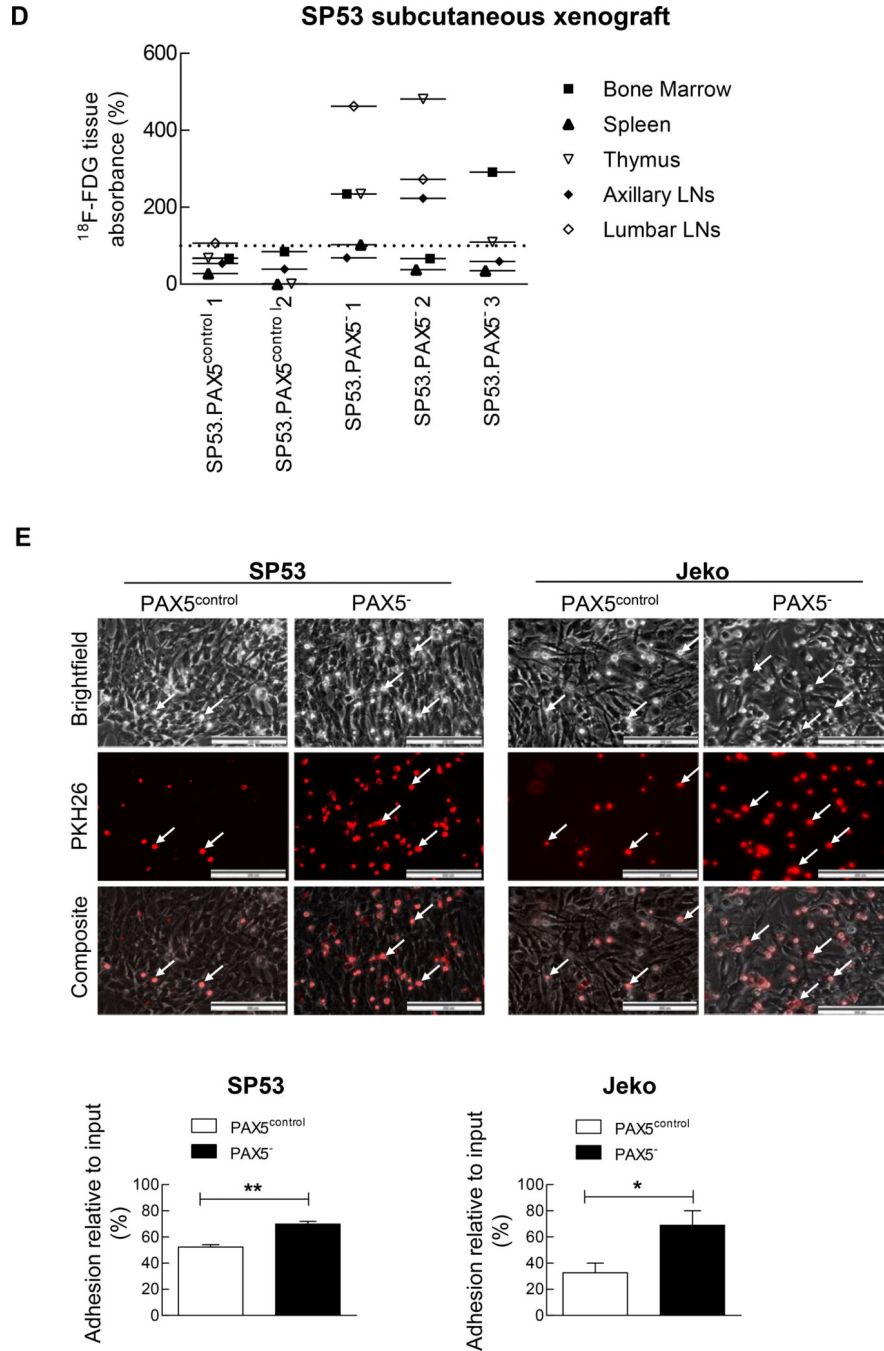 D
SP53 subcutaneous xenograft
¹⁸F-FDG tissue
absorbance (%)
600
400
200
0
Bone Marrow
Spleen
Thymus
Axillary LNs
Lumbar LNs
SP53.PAX5ᶜᵒⁿᵗʳᵒˡ 1
SP53.PAX5ᶜᵒⁿᵗʳᵒˡ 2
SP53.PAX5⁻ 1
SP53.PAX5⁻ 2
SP53.PAX5⁻ 3
E
SP53
Jeko
PAX5ᶜᵒⁿᵗʳᵒˡ
PAX5⁻
PAX5ᶜᵒⁿᵗʳᵒˡ
PAX5⁻
Brightfield
PKH26
Composite
SP53
PAX5ᶜᵒⁿᵗʳᵒˡ
PAX5⁻
Adhesion relative to input
(%)
100
80
60
40
20
0
**
Jeko
PAX5ᶜᵒⁿᵗʳᵒˡ
PAX5⁻
Adhesion relative to input
(%)
100
80
60
40
20
0
*